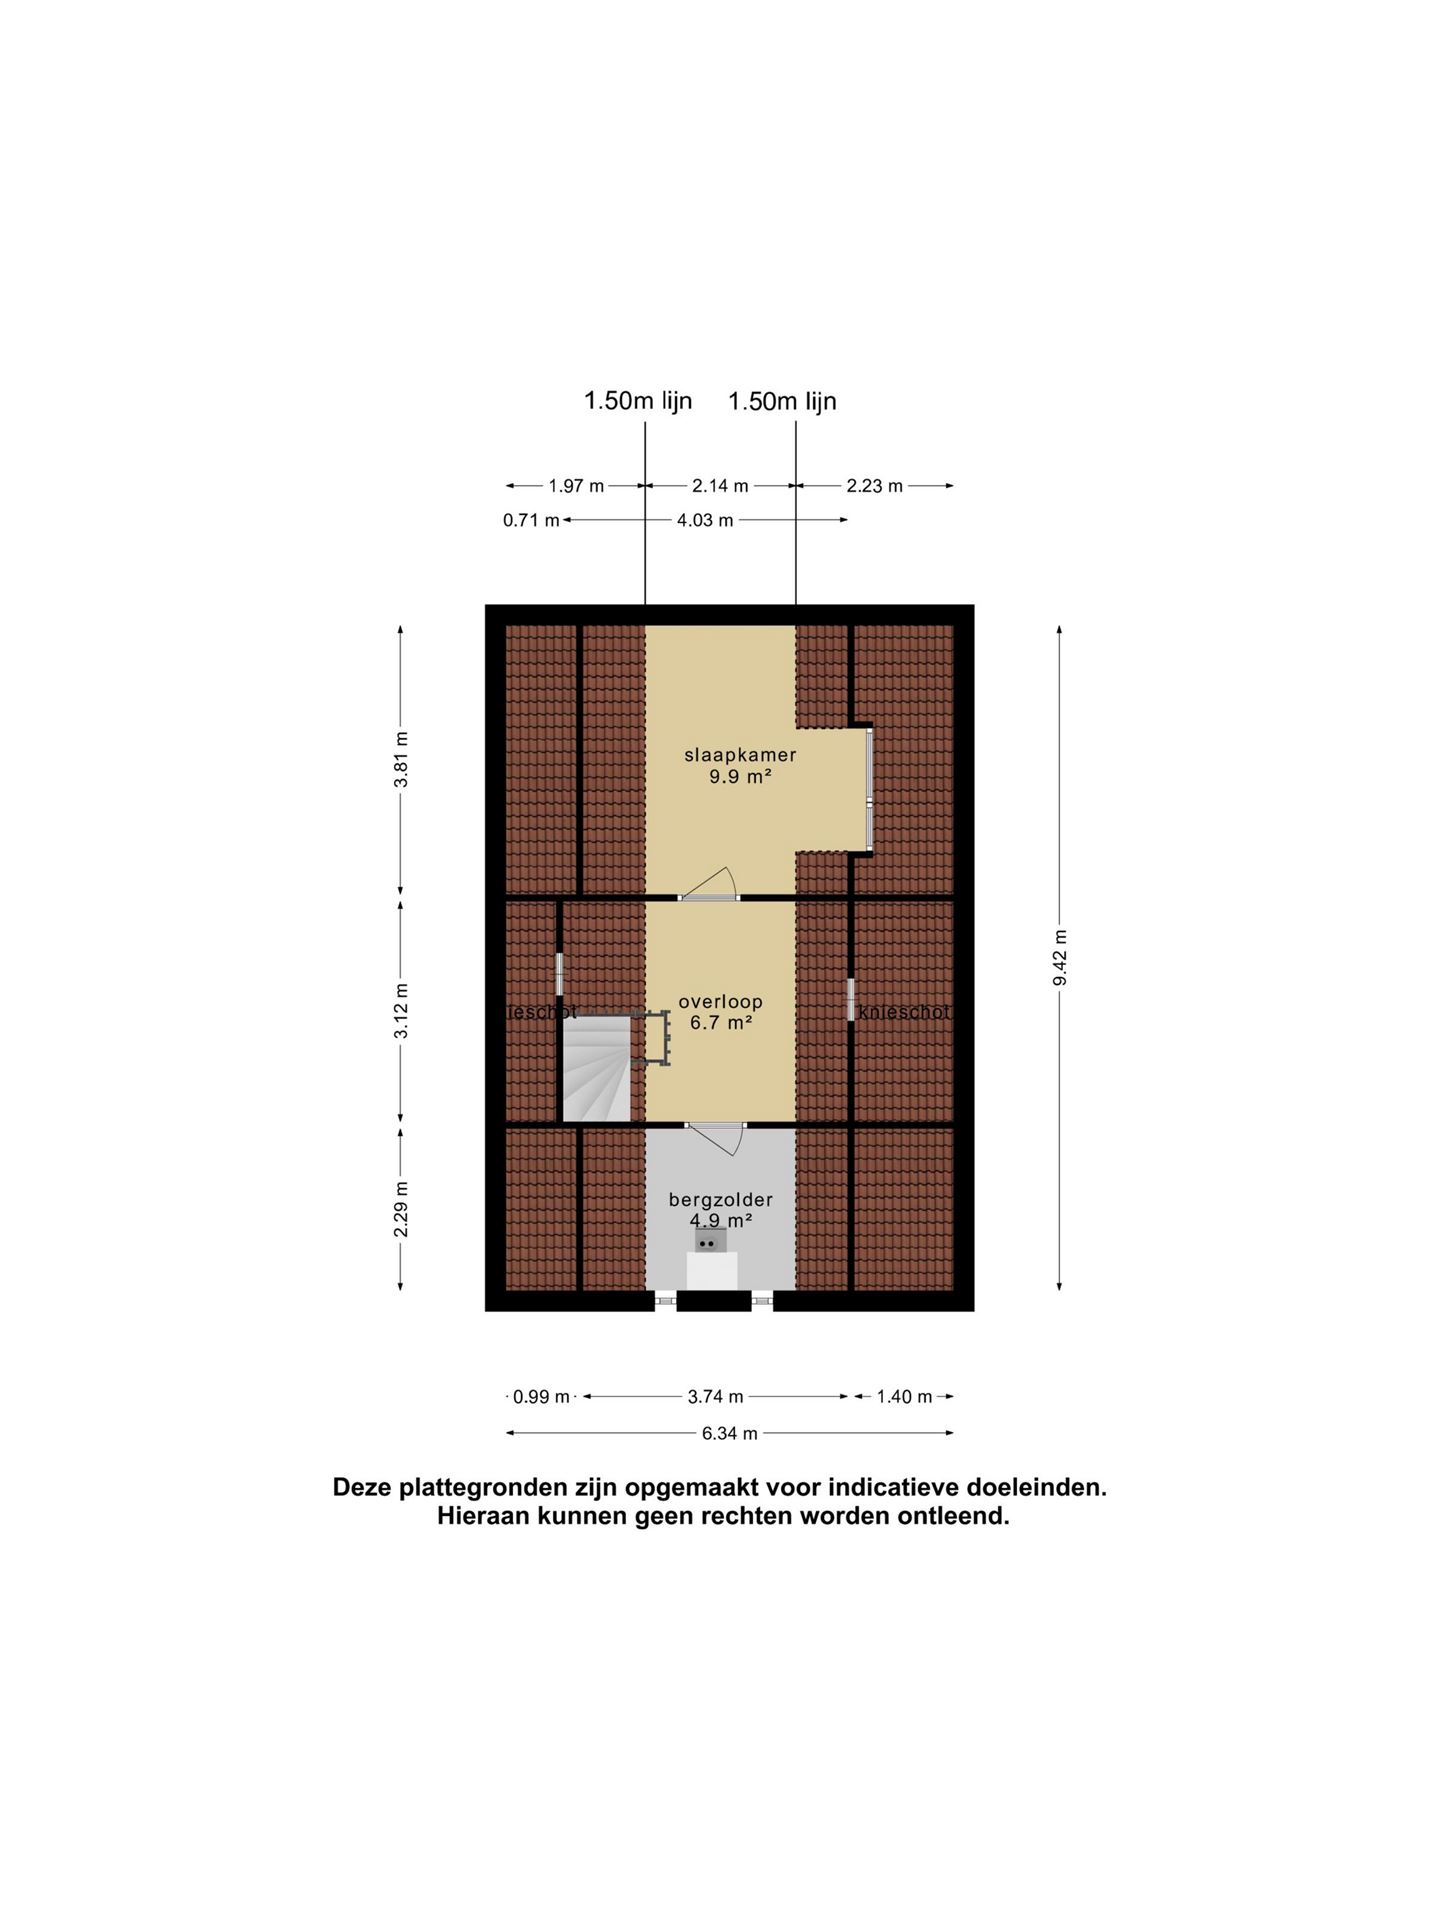 1.50m lijn 1.50m lijn
1.97 m 2.14 m 2.23 m
0.71 m 4.03 m
3.81 m
slaapkamer
9.9 m²
9.42 m
3.12 m
overloop
6.7 m²
ieschot
knieschot
2.29 m
bergzolder
4.9 m²
0.99 m 3.74 m 1.40 m
6.34 m
Deze plattegronden zijn opgemaakt voor indicatieve doeleinden.
Hieraan kunnen geen rechten worden ontleend.